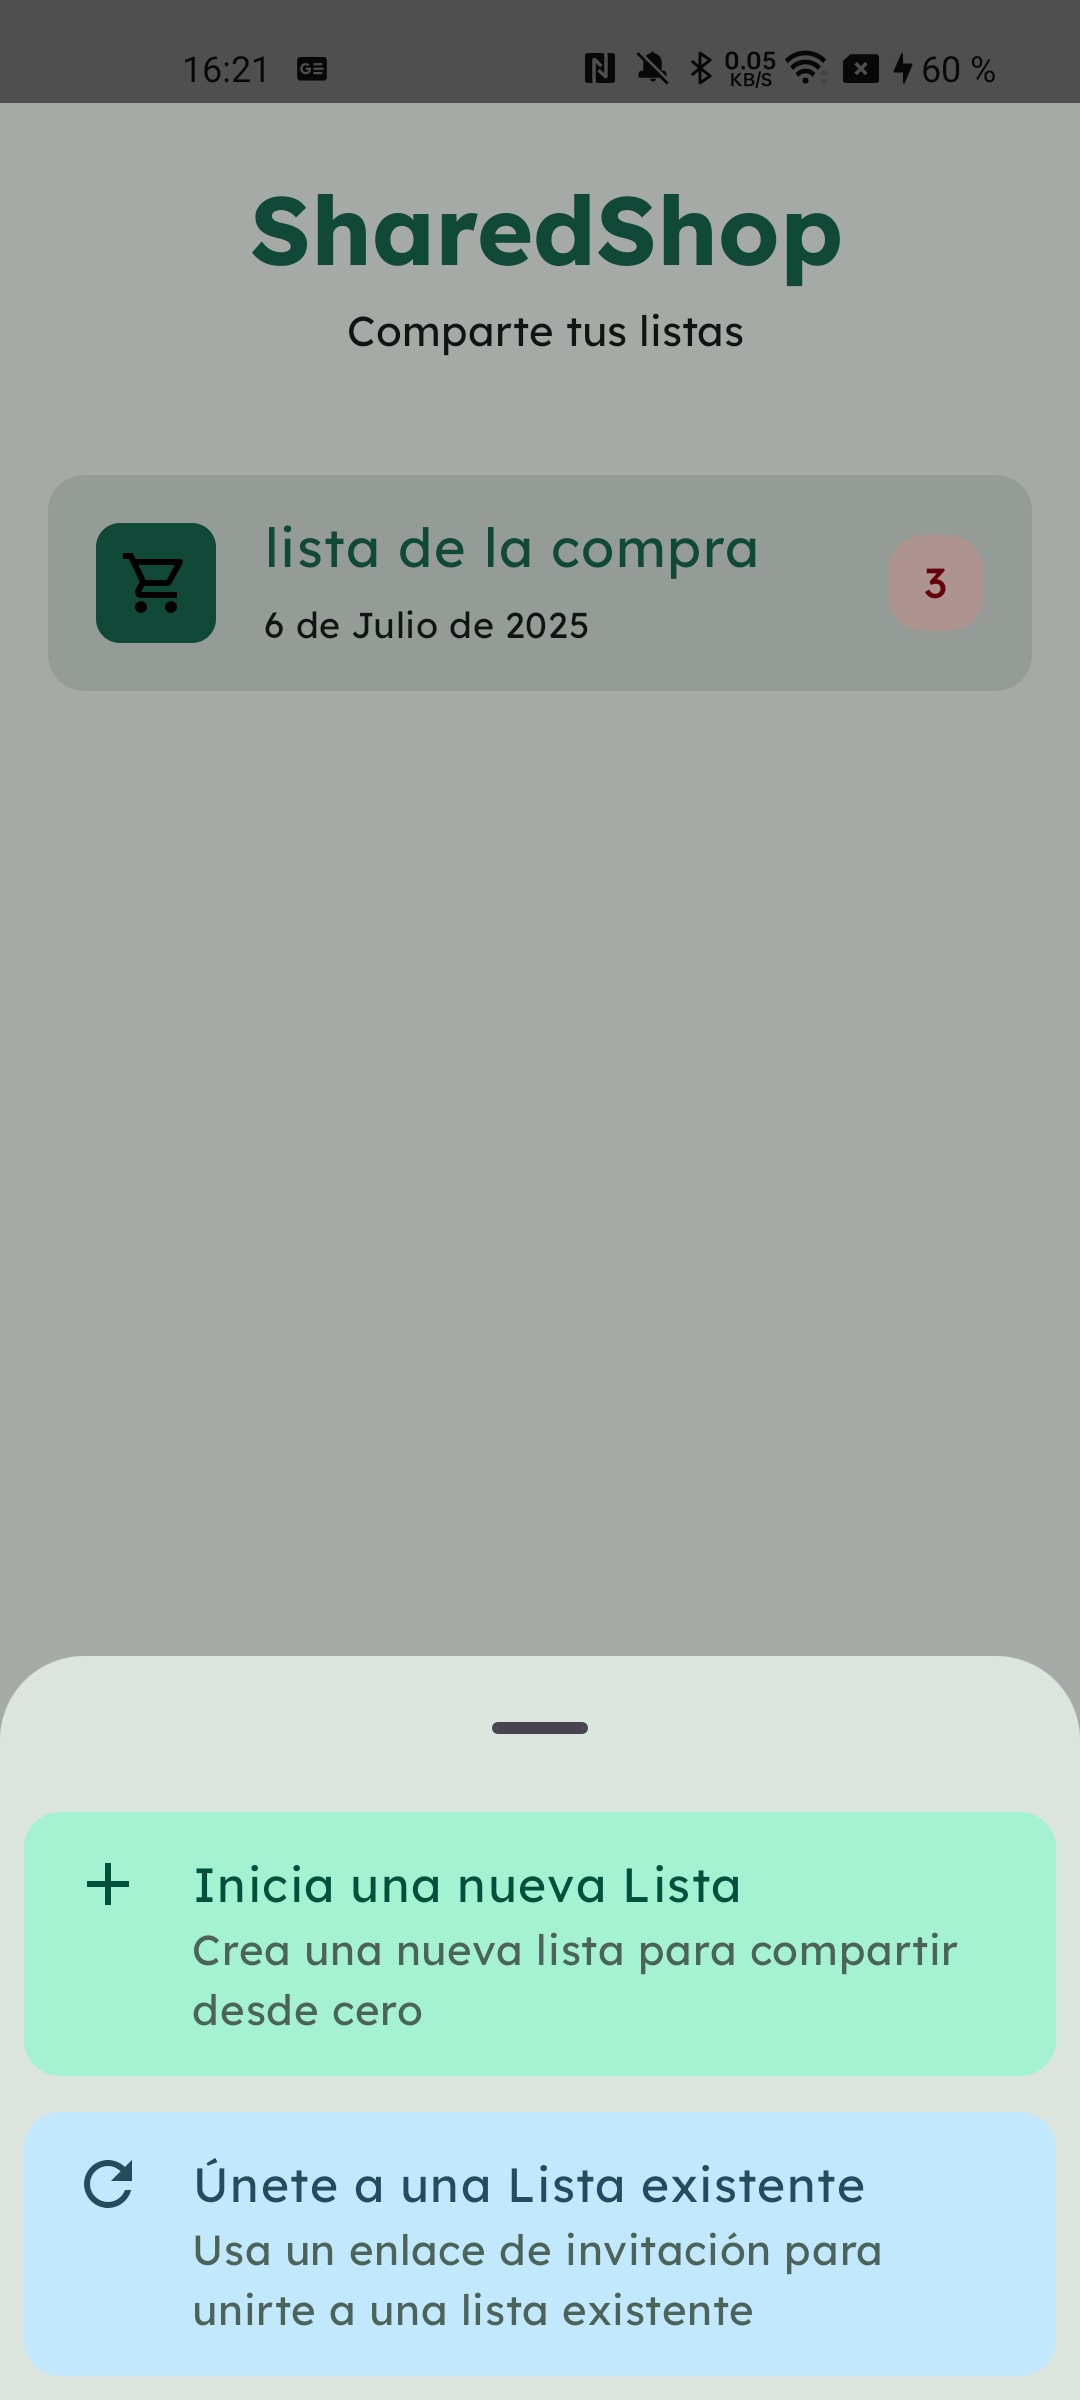 16:21
0.05
KB/S
60 %
SharedShop
Comparte tus listas
lista de la compra
3
6 de Julio de 2025
Inicia una nueva Lista
Crea una nueva lista para compartir
desde cero
Únete a una Lista existente
Usa un enlace de invitación para
unirte a una lista existente